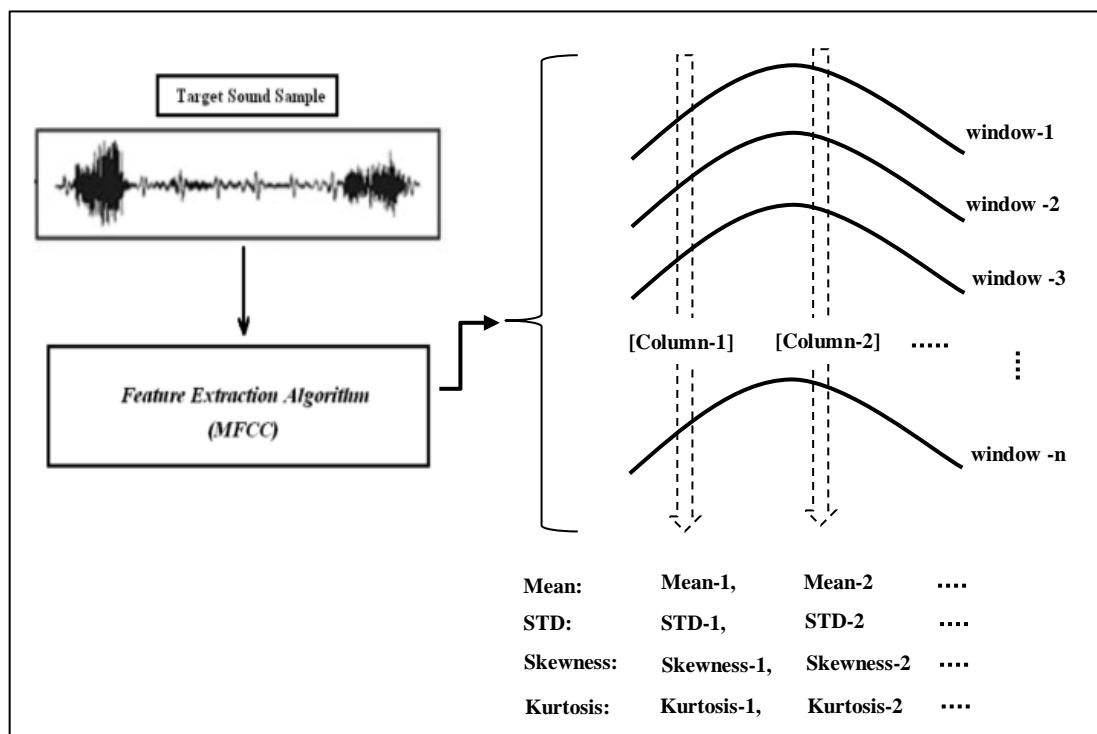 Target Sound Sample
Feature Extraction Algorithm
(MFCC)
window-1
window -2
window -3
[Column-1] [Column-2] .....
window -n
Mean: Mean-1, Mean-2 ....
STD: STD-1, STD-2 ....
Skewness: Skewness-1, Skewness-2 ....
Kurtosis: Kurtosis-1, Kurtosis-2 ....